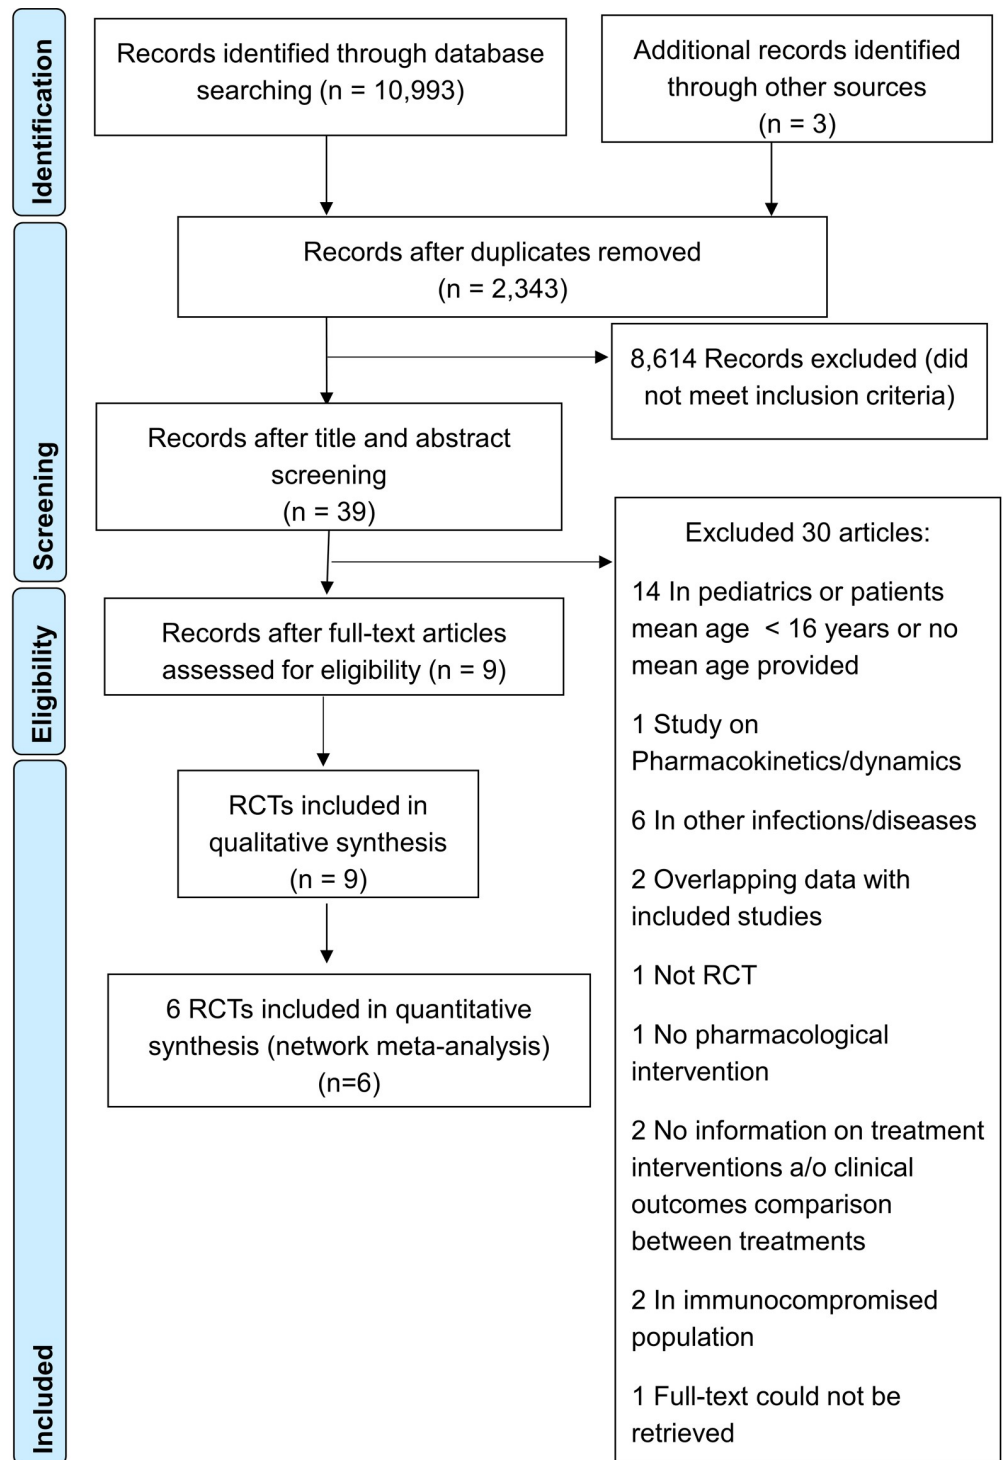 Identification
Records identified through database
searching (n = 10,993)
Additional records identified
through other sources
(n = 3)
Screening
Records after duplicates removed
(n = 2,343)
8,614 Records excluded (did
not meet inclusion criteria)
Records after title and abstract
screening
(n = 39)
Excluded 30 articles:
14 In pediatrics or patients
mean age < 16 years or no
mean age provided
1 Study on
Pharmacokinetics/dynamics
6 In other infections/diseases
2 Overlapping data with
included studies
1 Not RCT
1 No pharmacological
intervention
2 No information on treatment
interventions a/o clinical
outcomes comparison
between treatments
2 In immunocompromised
population
1 Full-text could not be
retrieved
Eligibility
Records after full-text articles
assessed for eligibility (n = 9)
Included
RCTs included in
qualitative synthesis
(n = 9)
6 RCTs included in quantitative
synthesis (network meta-analysis)
(n=6)